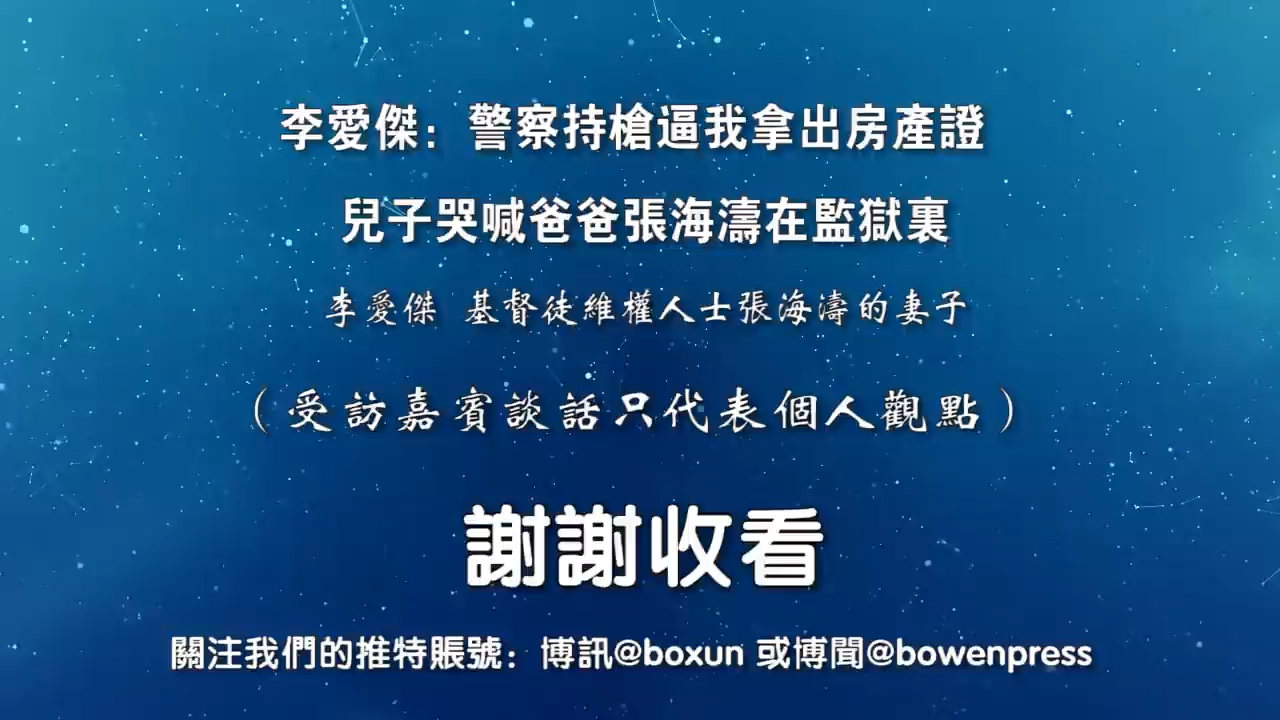 李愛傑：警察持槍逼我拿出房產證
兒子哭喊爸爸張海濤在監獄裏
李愛傑 基督徒維權人士張海濤的妻子
（受訪嘉賓談話只代表個人觀點）
謝謝收看
關注我們的推特賬號：博訊@boxun 或博聞@bowenpress